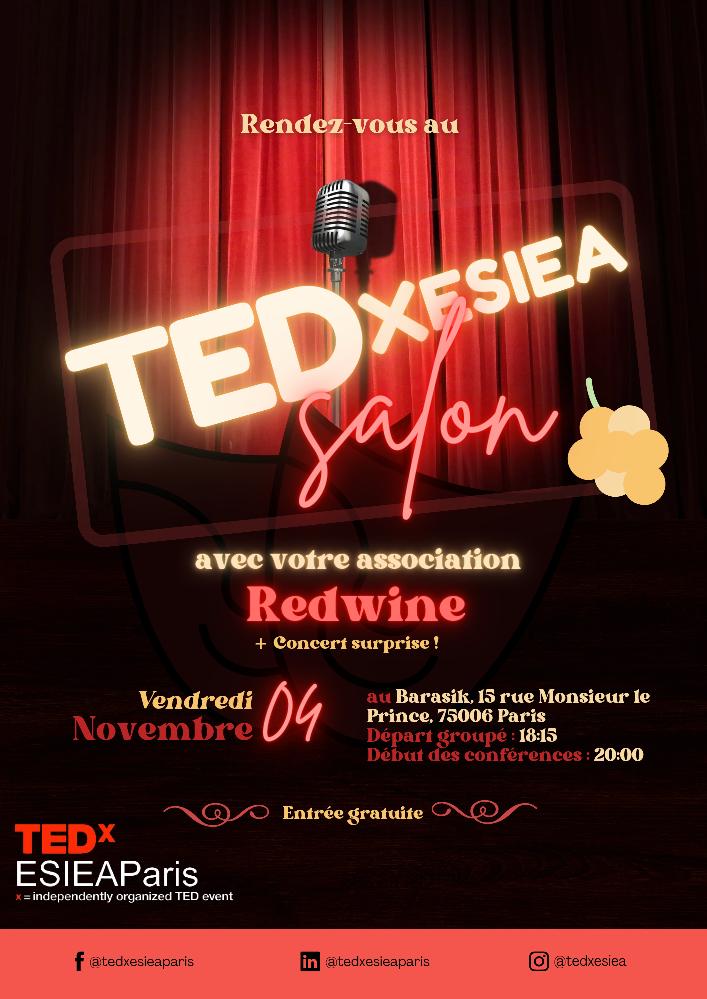 Rendez-vous au
TEDxESIEA
salon
avec votre association
Redwine
+ Concert surprise !
Vendredi
Novembre 04
au Barasik, 15 rue Monsieur le
Prince, 75006 Paris
Départ groupé : 18:15
Début des conférences : 20:00
Entrée gratuite
TEDx
ESIEAParis
x = independently organized TED event
@tedxesieaparis
@tedxesieaparis
@tedxesiea